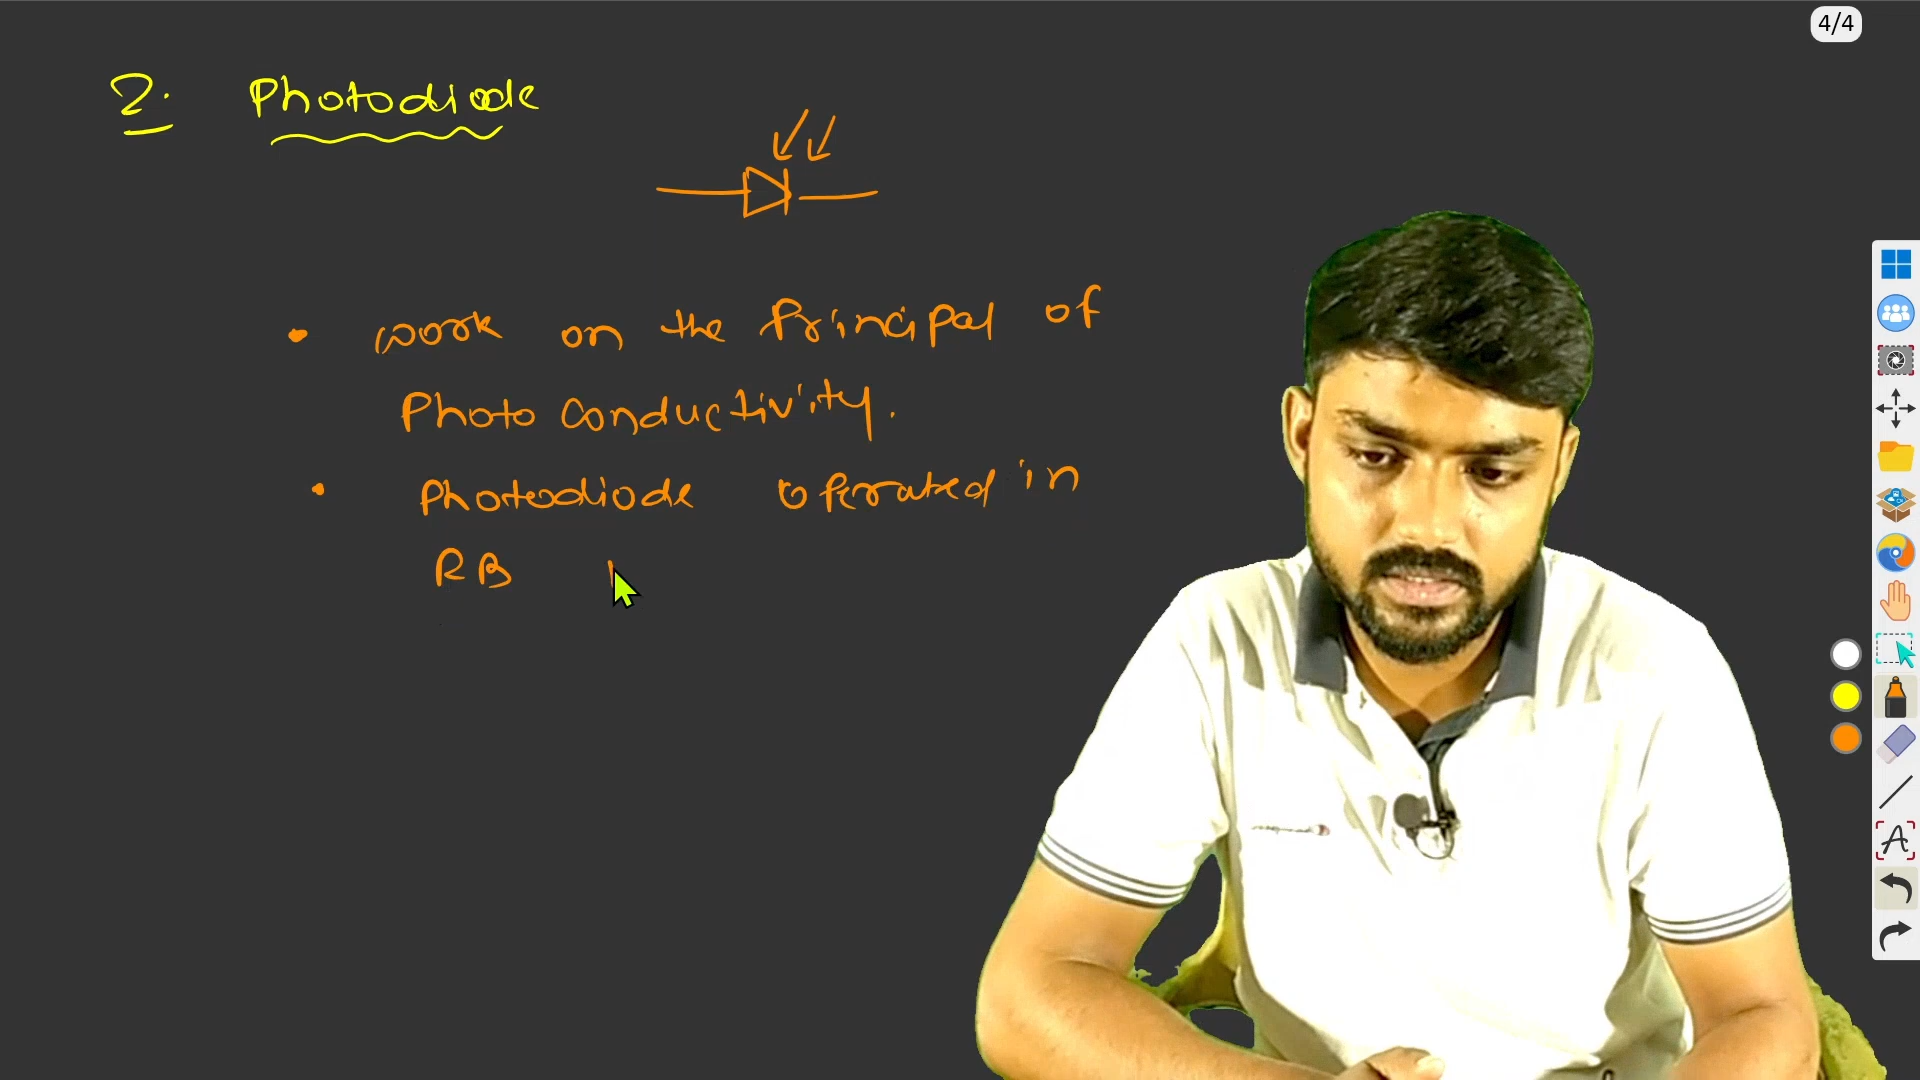 4/4
2. Photodiode
• work on the Principal of
Photo conductivity.
• Photodiode operated in
RB